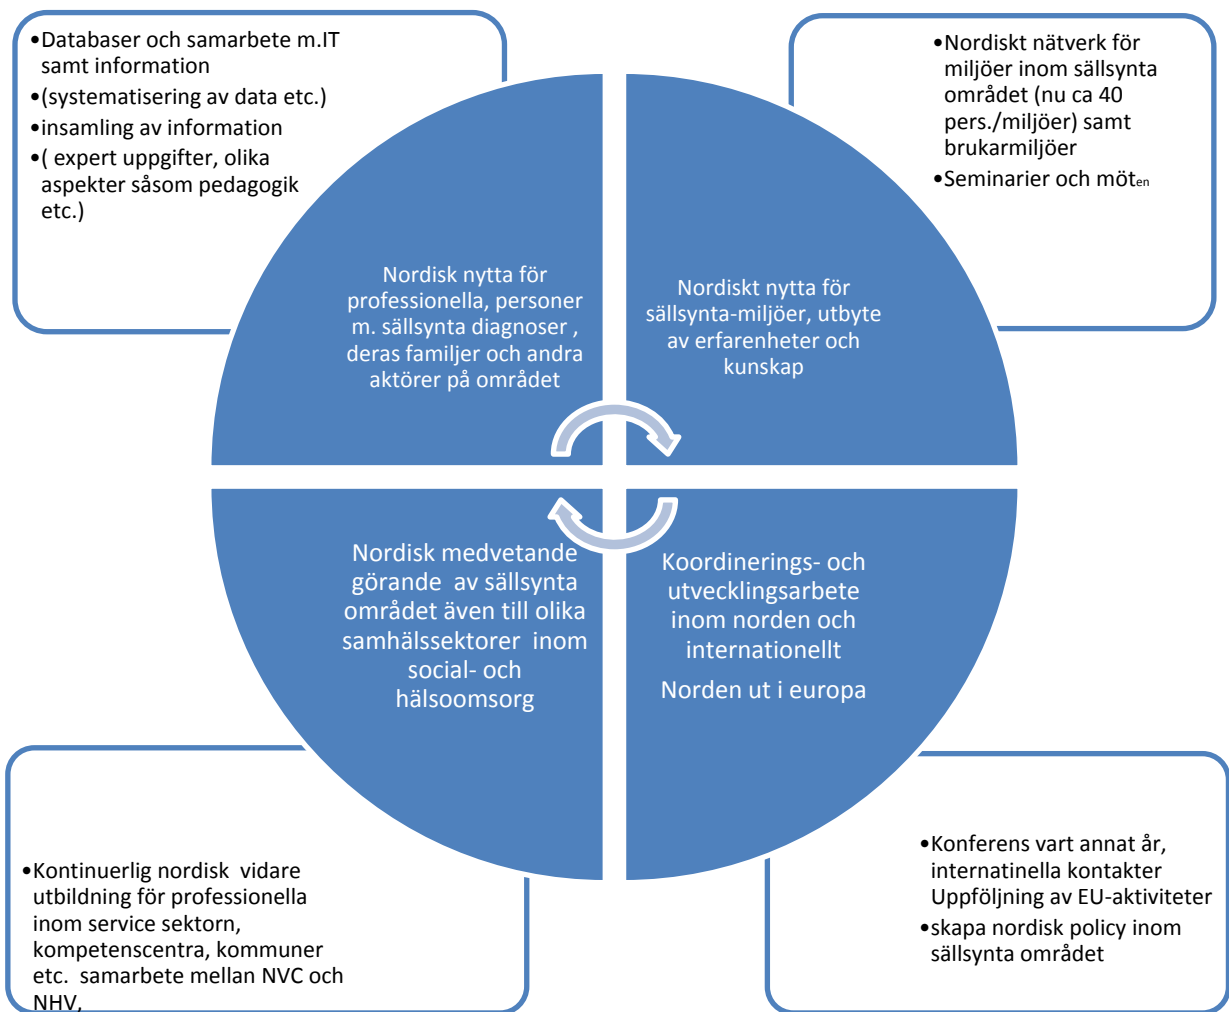 •Databaser och samarbete m.IT
samt information
•(systematisering av data etc.)
•insamling av information
•( expert uppgifter, olika
aspekter såsom pedagogik
etc.)
•Nordiskt nätverk för
miljöer inom sällsynta
området (nu ca 40
pers./miljöer) samt
brukarmiljöer
•Seminarier och möten
Nordisk nytta för
professionella, personer
m. sällsynta diagnoser ,
deras familjer och andra
aktörer på området
Nordiskt nytta för
sällsynta-miljöer, utbyte
av erfarenheter och
kunskap
Nordisk medvetande
görande  av sällsynta
området även till olika
samhälssektorer  inom
social- och
hälsoomsorg
Koordinerings- och
utvecklingsarbete
inom norden och
internationellt
Norden ut i europa
•Kontinuerlig nordisk  vidare
utbildning för professionella
inom service sektorn,
kompetenscentra, kommuner
etc.  samarbete mellan NVC och
NHV,
•Konferens vart annat år,
internatinella kontakter
Uppföljning av EU-aktiviteter
•skapa nordisk policy inom
sällsynta området